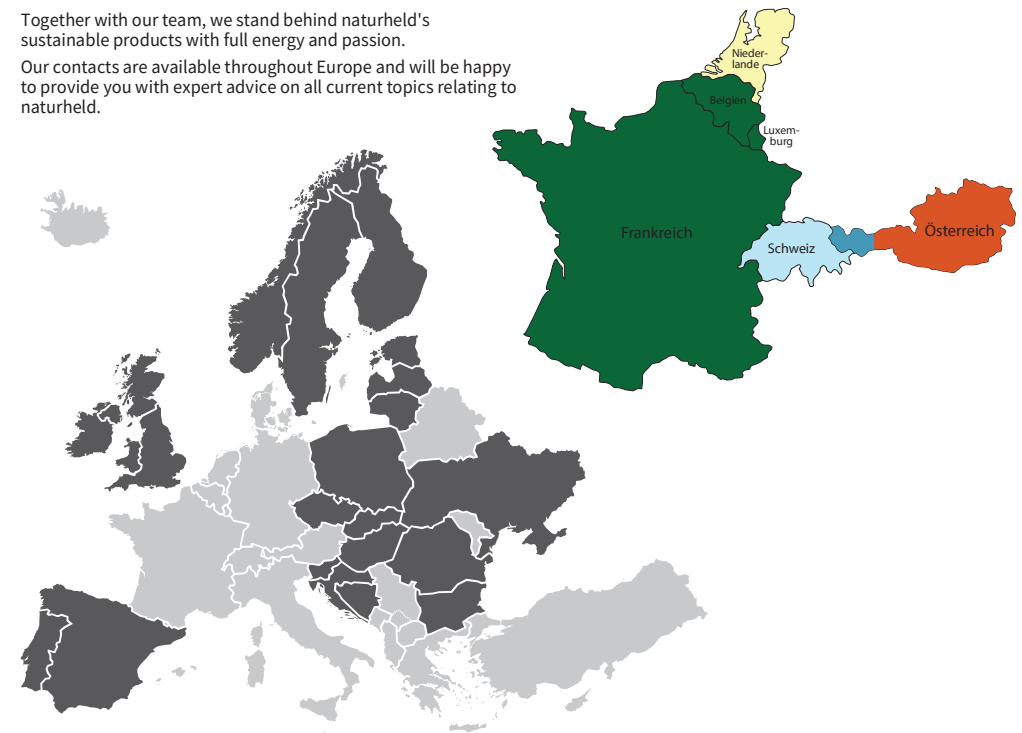 Together with our team, we stand behind naturheld's
sustainable products with full energy and passion.
Our contacts are available throughout Europe and will be happy
to provide you with expert advice on all current topics relating to
naturheld.
Nieder-
lande
Belgien
Luxem-
burg
Frankreich
Schweiz
Österreich